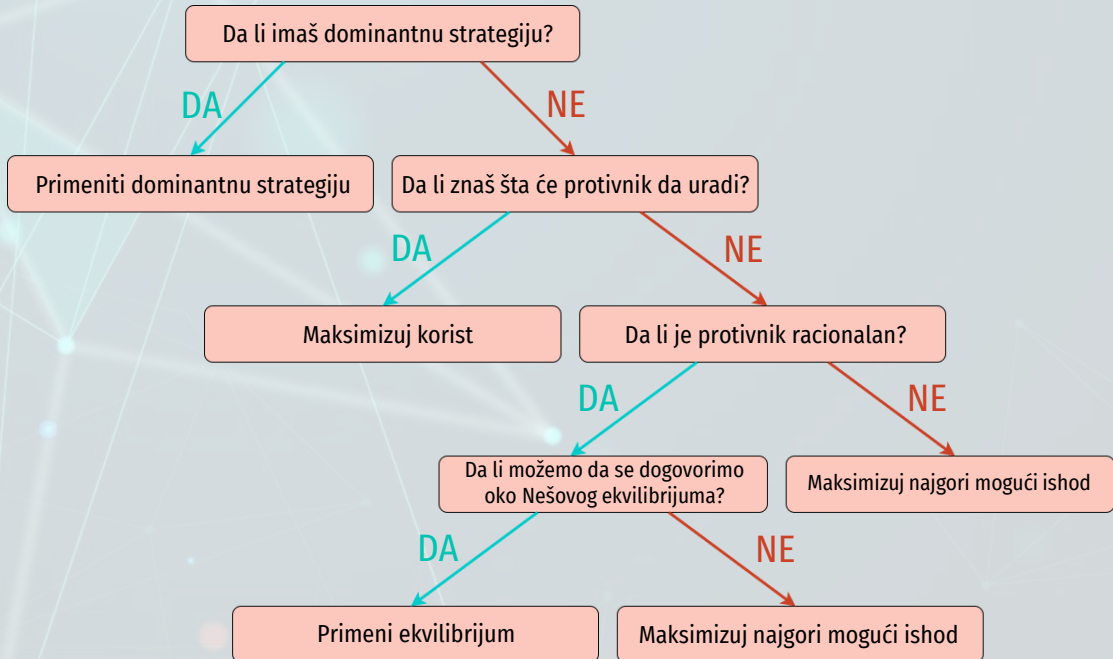 Da li imaš dominantnu strategiju?
DA
NE
Primeniti dominantnu strategiju
Da li znaš šta će protivnik da uradi?
DA
NE
Maksimizuj korist
Da li je protivnik racionalan?
DA
NE
Da li možemo da se dogovorimo
oko Nešovog ekvilibrijuma?
Maksimizuj najgori mogući ishod
DA
NE
Primeni ekvilibrijum
Maksimizuj najgori mogući ishod